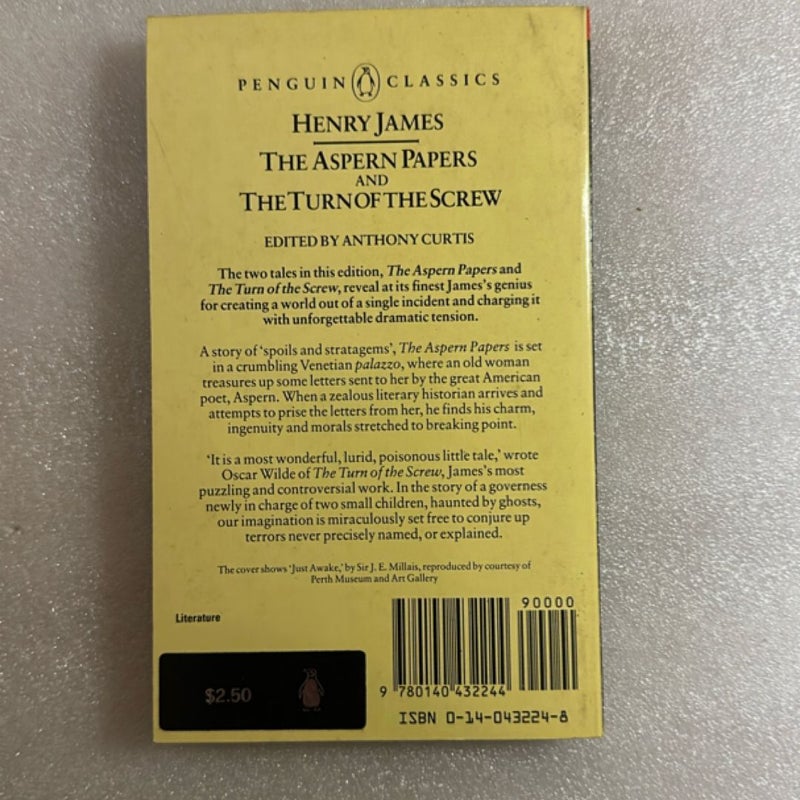 PENGUIN CLASSICS
HENRY JAMES
THE ASPERN PAPERS
AND
THE TURN OF THE SCREW
EDITED BY ANTHONY CURTIS
The two tales in this edition, The Aspern Papers and
The Turn of the Screw, reveal at its finest James's genius
for creating a world out of a single incident and charging it
with unforgettable dramatic tension.
A story of 'spoils and stratagems', The Aspern Papers is set
in a crumbling Venetian palazzo, where an old woman
treasures up some letters sent to her by the great American
poet, Aspern. When a zealous literary historian arrives and
attempts to prise the letters from her, he finds his charm,
ingenuity and morals stretched to breaking point.
'It is a most wonderful, lurid, poisonous little tale,' wrote
Oscar Wilde of The Turn of the Screw, James's most
puzzling and controversial work. In the story of a governess
newly in charge of two small children, haunted by ghosts,
our imagination is miraculously set free to conjure up
terrors never precisely named, or explained.
The cover shows 'Just Awake,' by Sir J. E. Millais, reproduced by courtesy of
Perth Museum and Art Gallery
Literature
90000
$2.50
9 780140 432244
ISBN 0-14-043224-8